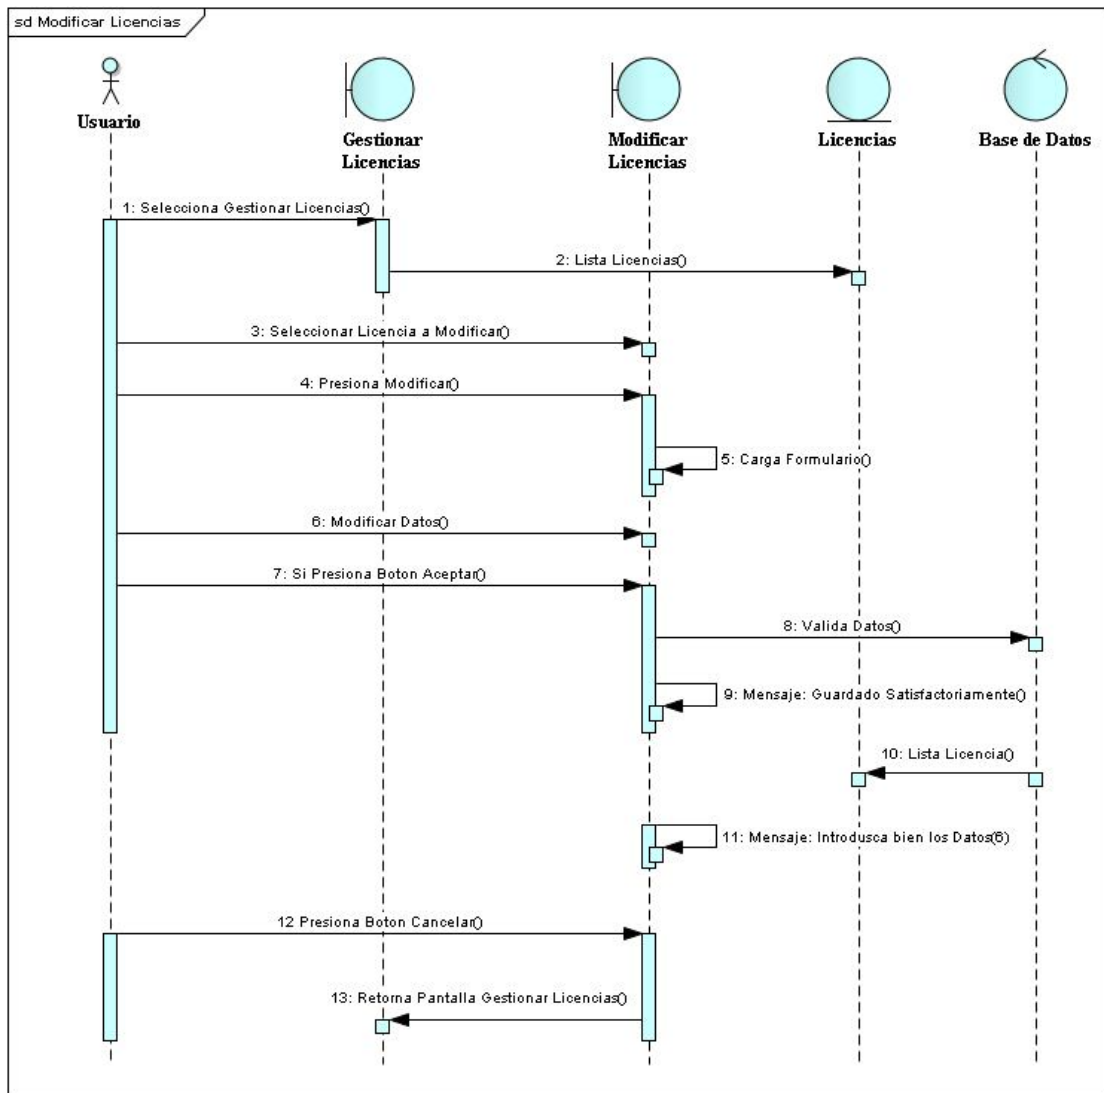 sd Modificar Licencias
Usuario
Gestionar
Licencias
Modificar
Licencias
Licencias
Base de Datos
1: Selecciona Gestionar Licencias()
2: Lista Licencias()
3: Seleccionar Licencia a Modificar()
4: Presiona Modificar()
5: Carga Formulario()
6: Modificar Datos()
7: Si Presiona Boton Aceptar()
8: Valida Datos()
9: Mensaje: Guardado Satisfactoriamente()
10: Lista Licencia()
11: Mensaje: Introdusca bien los Datos(6)
12 Presiona Boton Cancelar()
13: Retorna Pantalla Gestionar Licencias()